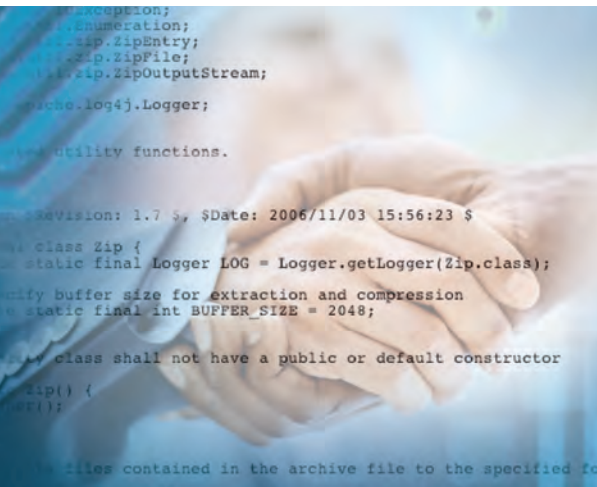 Exception;
.Enumeration;
.zip.ZipEntry;
.zip.ZipFile;
.zip.ZipOutputStream;
.log4j.Logger;
utility functions.
$Revision: 1.7 $, $Date: 2006/11/03 15:56:23 $
class Zip {
static final Logger LOG = Logger.getLogger(Zip.class);
buffer size for extraction and compression
static final int BUFFER_SIZE = 2048;
class shall not have a public or default constructor
Zip() {
files contained in the archive file to the specified fo